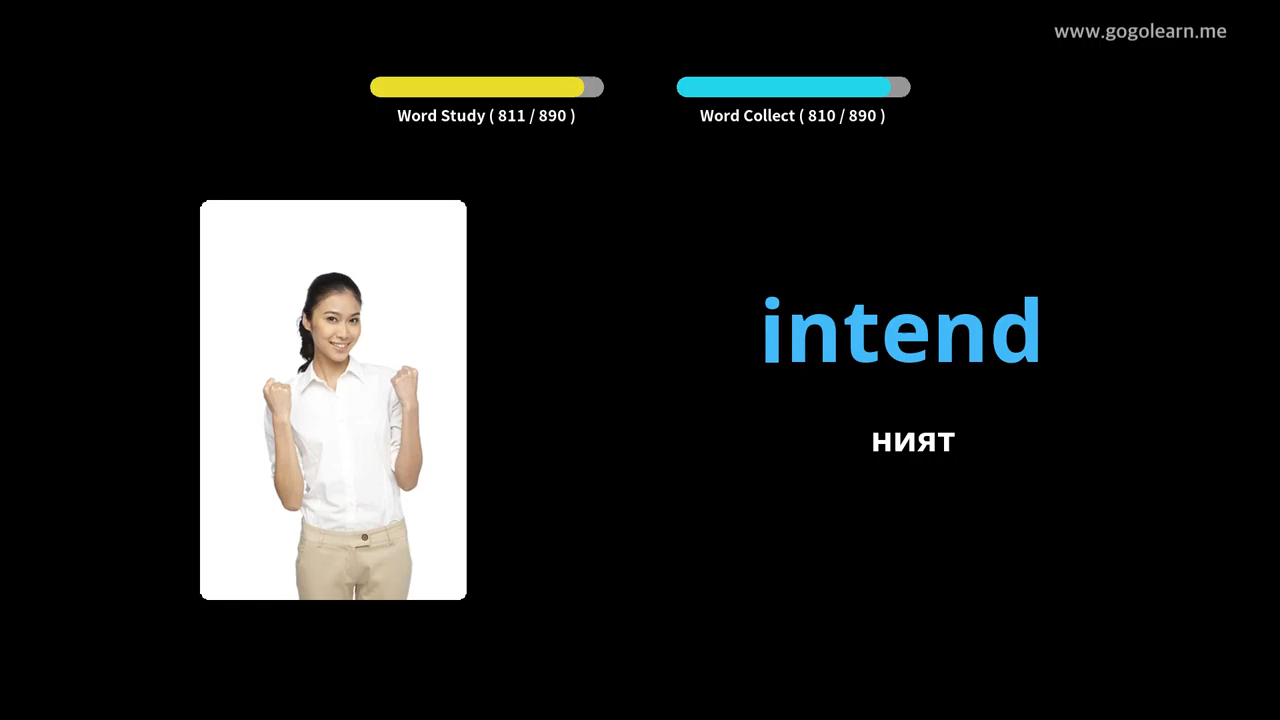 www.gogolearn.me
Word Study ( 811 / 890 )
Word Collect ( 810 / 890 )
intend
ният